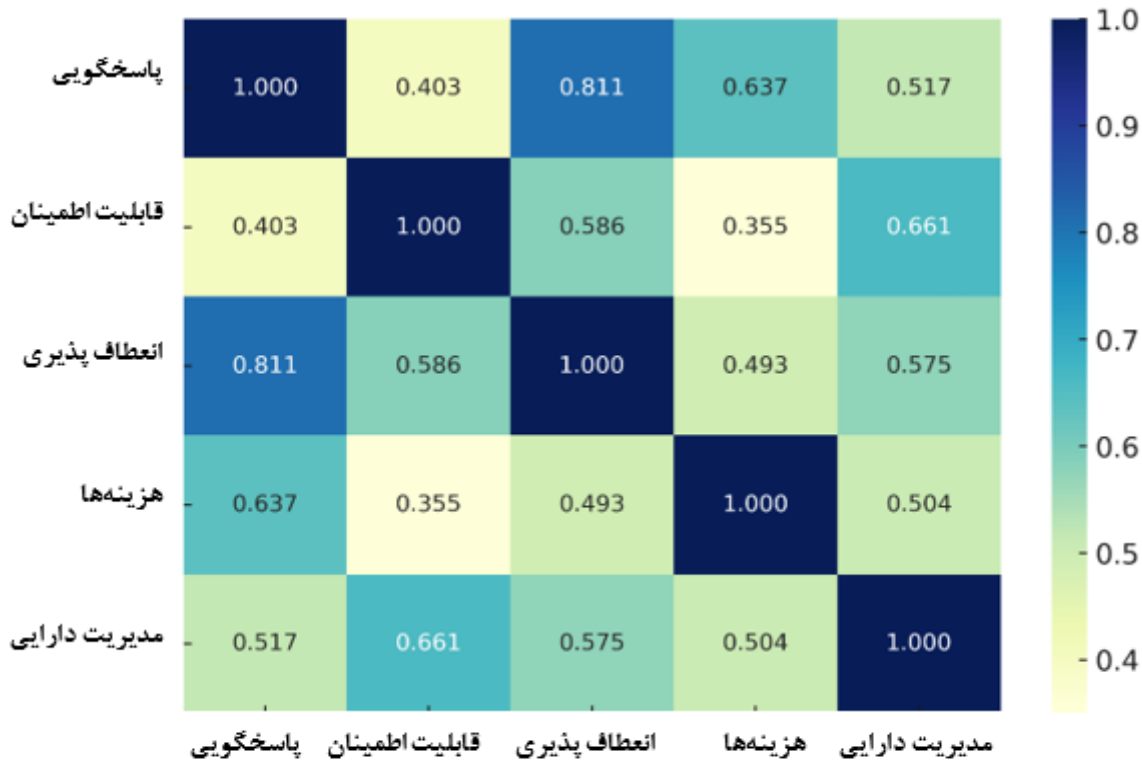 پاسخگویی 1.000 0.403 0.811 0.637 0.517
قابلیت اطمینان 0.403 1.000 0.586 0.355 0.661
انعطاف پذیری 0.811 0.586 1.000 0.493 0.575
هزینه‌ها 0.637 0.355 0.493 1.000 0.504
مدیریت دارایی 0.517 0.661 0.575 0.504 1.000
پاسخگویی قابلیت اطمینان انعطاف پذیری هزینه‌ها مدیریت دارایی
1.0
0.9
0.8
0.7
0.6
0.5
0.4